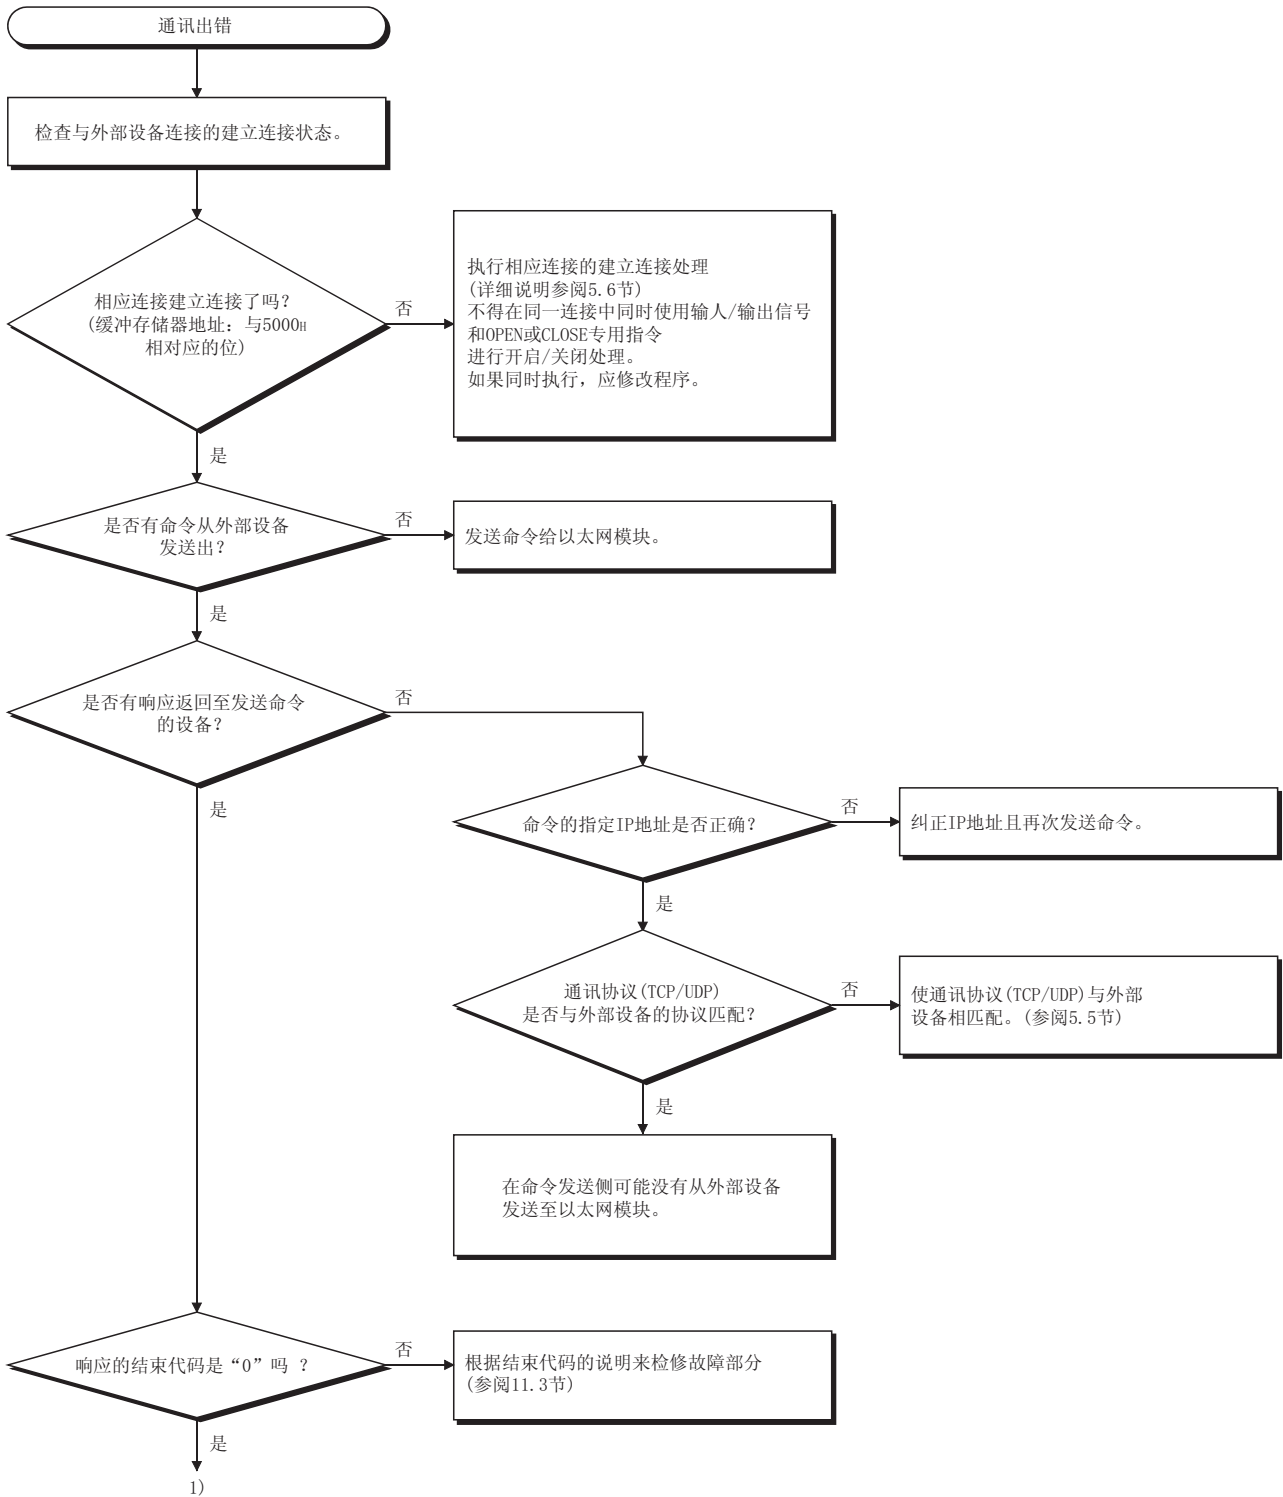 通讯出错
检查与外部设备连接的建立连接状态。
相应连接建立连接了吗？
(缓冲存储器地址：与5000H
相对应的位)
否
执行相应连接的建立连接处理
(详细说明参阅5.6节)
不得在同一连接中同时使用输人/输出信号
和OPEN或CLOSE专用指令
进行开启/关闭处理。
如果同时执行，应修改程序。
是
是否有命令从外部设备
发送出？
否
发送命令给以太网模块。
是
是否有响应返回至发送命令
的设备？
否
是
命令的指定IP地址是否正确？
否
纠正IP地址且再次发送命令。
是
通讯协议(TCP/UDP)
是否与外部设备的协议匹配？
否
使通讯协议(TCP/UDP)与外部
设备相匹配。(参阅5.5节)
是
在命令发送侧可能没有从外部设备
发送至以太网模块。
响应的结束代码是“0”吗 ？
否
根据结束代码的说明来检修故障部分
(参阅11.3节)
是
1)